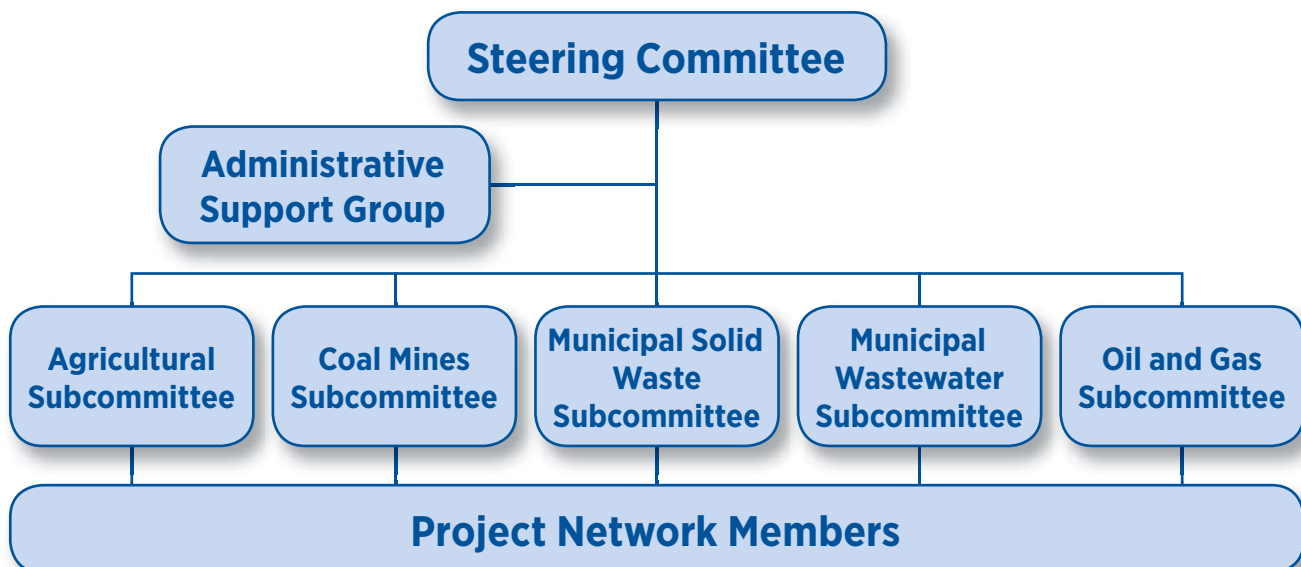 Steering Committee
Administrative
Support Group
Agricultural
Subcommittee
Coal Mines
Subcommittee
Municipal Solid
Waste
Subcommittee
Municipal
Wastewater
Subcommittee
Oil and Gas
Subcommittee
Project Network Members